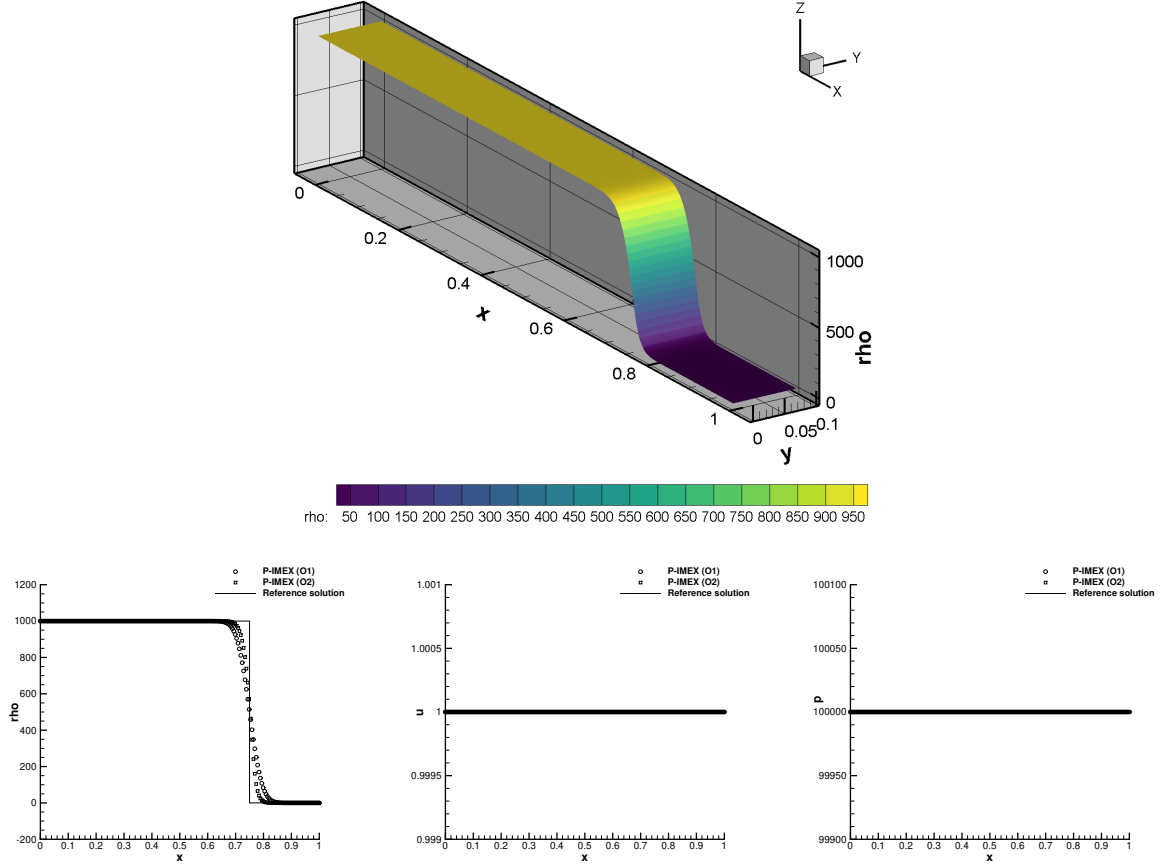 Z
Y
X
0
0.2
0.4
0.6
0.8
1
x
0
0.05
0.1
y
1000
500
0
rho
rho: 50 100 150 200 250 300 350 400 450 500 550 600 650 700 750 800 850 900 950
P-IMEX (O1)
P-IMEX (O2)
Reference solution
1200
1000
800
600
400
200
0
-200
rho
0 0.1 0.2 0.3 0.4 0.5 0.6 0.7 0.8 0.9 1
x
P-IMEX (O1)
P-IMEX (O2)
Reference solution
1.001
1.0005
1
0.9995
0.999
u
0 0.1 0.2 0.3 0.4 0.5 0.6 0.7 0.8 0.9 1
x
P-IMEX (O1)
P-IMEX (O2)
Reference solution
100100
100050
100000
99950
99900
p
0 0.1 0.2 0.3 0.4 0.5 0.6 0.7 0.8 0.9 1
x